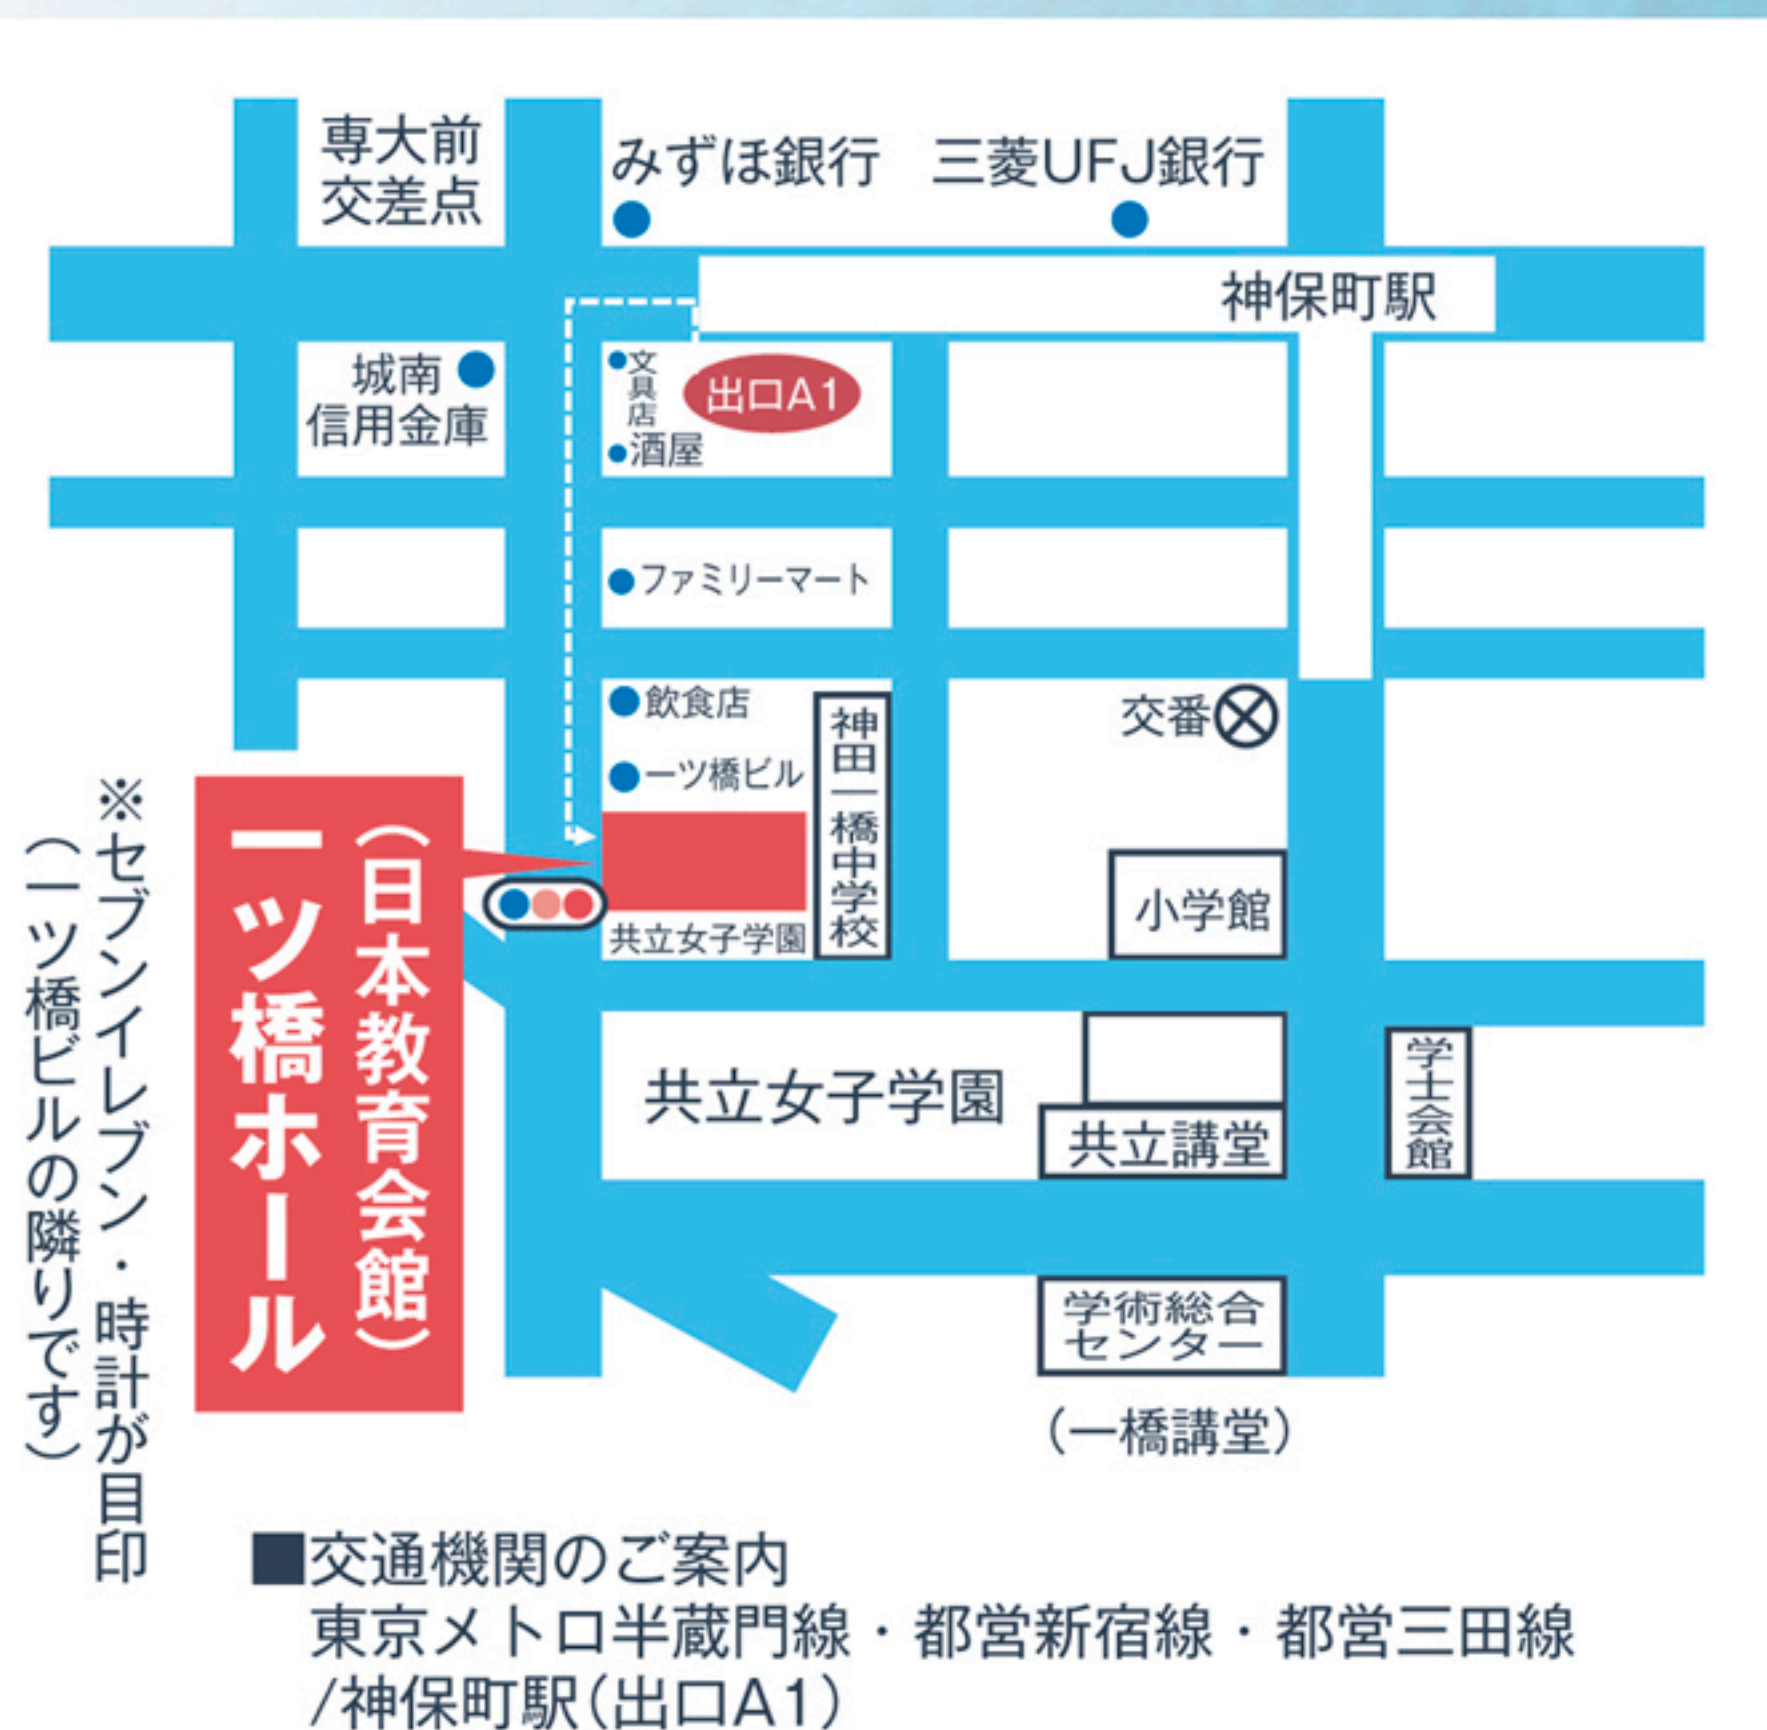 専大前
交差点
みずほ銀行
三菱UFJ銀行
神保町駅
城南
信用金庫
文具店
出口A1
酒屋
ファミリーマート
飲食店
一ツ橋ビル
神田一橋中学校
交番
共立女子学園
小学館
(日本教育会館)
一ツ橋ホール
※セブンイレブン・時計が目印
(一ツ橋ビルの隣りです)
共立女子学園
共立講堂
学士会館
学術総合
センター
(一橋講堂)
■交通機関のご案内
東京メトロ半蔵門線・都営新宿線・都営三田線
/神保町駅(出口A1)